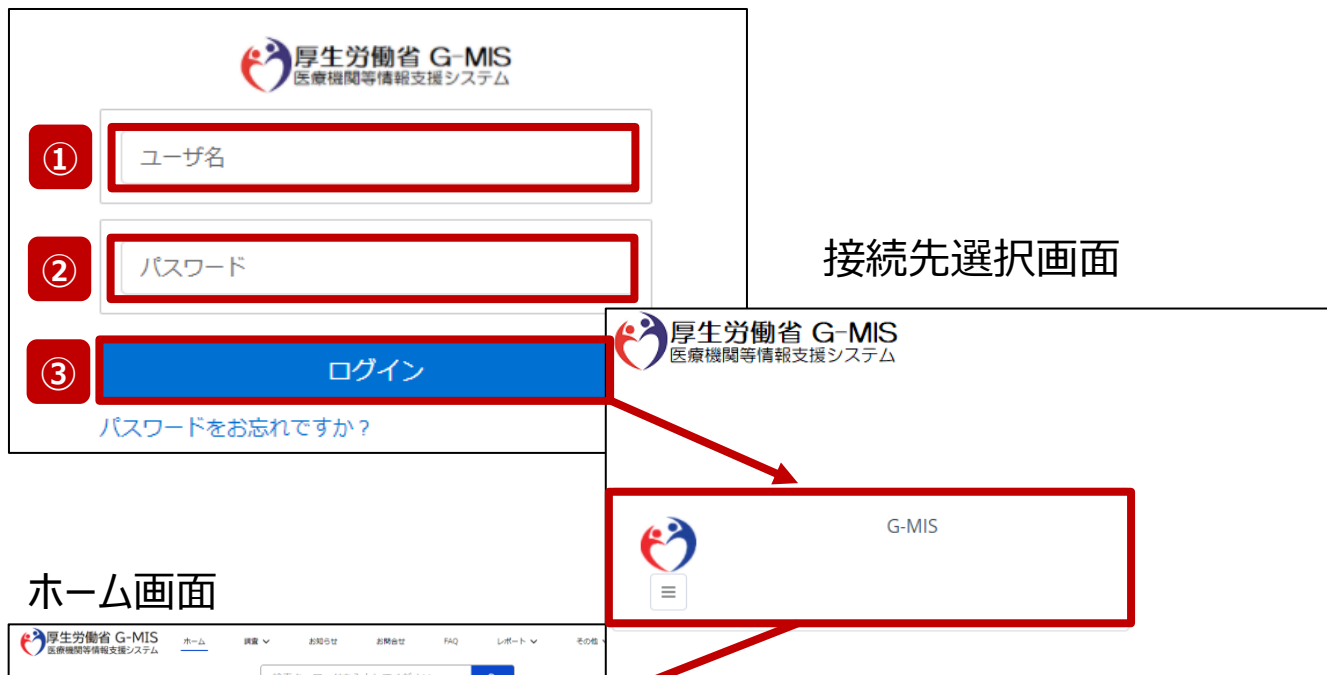 厚生労働省 G-MIS
医療機関等情報支援システム
① ユーザ名
② パスワード
③ ログイン
パスワードをお忘れですか？
接続先選択画面
厚生労働省 G-MIS
医療機関等情報支援システム
G-MIS
ホーム画面
厚生労働省 G-MIS
医療機関等情報支援システム
ホーム 調査 お知らせ お問合せ FAQ レポート その他